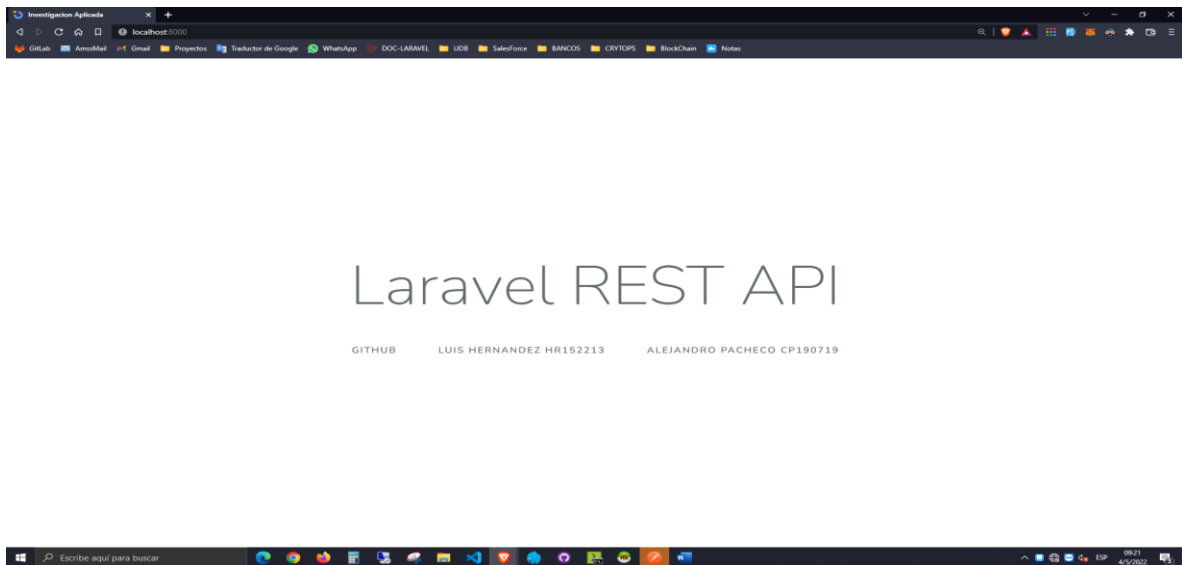 Investigacion Aplicada
localhost:8000
GitLab AmssMail Gmail Proyectos Traductor de Google WhatsApp DOC-LARAVEL UDB SalesForce BANCOS CRYTOPS BlockChain Notas
Laravel REST API
GITHUB LUIS HERNANDEZ HR152213 ALEJANDRO PACHECO CP190719
Escribe aquí para buscar
ESP
09:21
4/5/2022